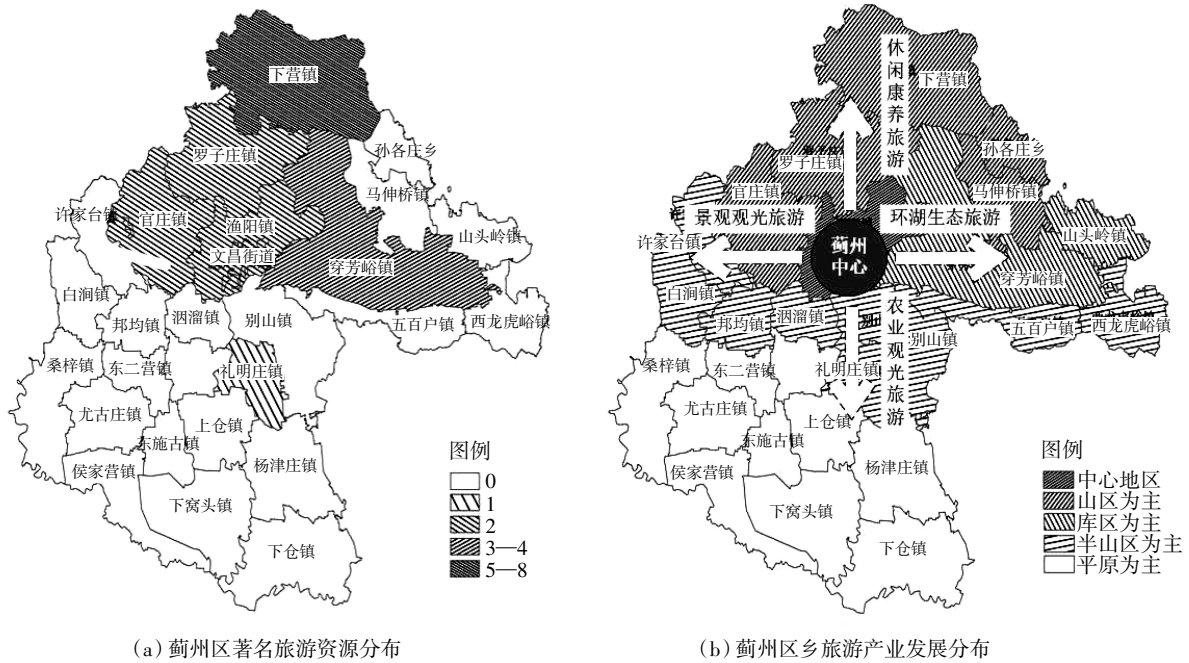 下营镇
罗子庄镇
孙各庄乡
马伸桥镇
许家台镇
官庄镇
渔阳镇
山头岭镇
文昌街道
穿芳峪镇
白涧镇
邦均镇
洇溜镇
别山镇
五百户镇
西龙虎峪镇
桑梓镇
东二营镇
礼明庄镇
尤古庄镇
上仓镇
东施古镇
侯家营镇
杨津庄镇
下窝头镇
下仓镇
图例
0
1
2
3—4
5—8
(a) 蓟州区著名旅游资源分布
休闲康养旅游
下营镇
罗子庄镇
孙各庄乡
官庄镇
马伸桥镇
景观观光旅游
环湖生态旅游
许家台镇
蓟州
中心
山头岭镇
穿芳峪镇
白涧镇
农业观光旅游
邦均镇
洇溜镇
别山镇
五百户镇
西龙虎峪镇
桑梓镇
东二营镇
礼明庄镇
尤古庄镇
上仓镇
东施古镇
侯家营镇
杨津庄镇
下窝头镇
下仓镇
图例
中心地区
山区为主
库区为主
半山区为主
平原为主
(b) 蓟州区乡旅游产业发展分布